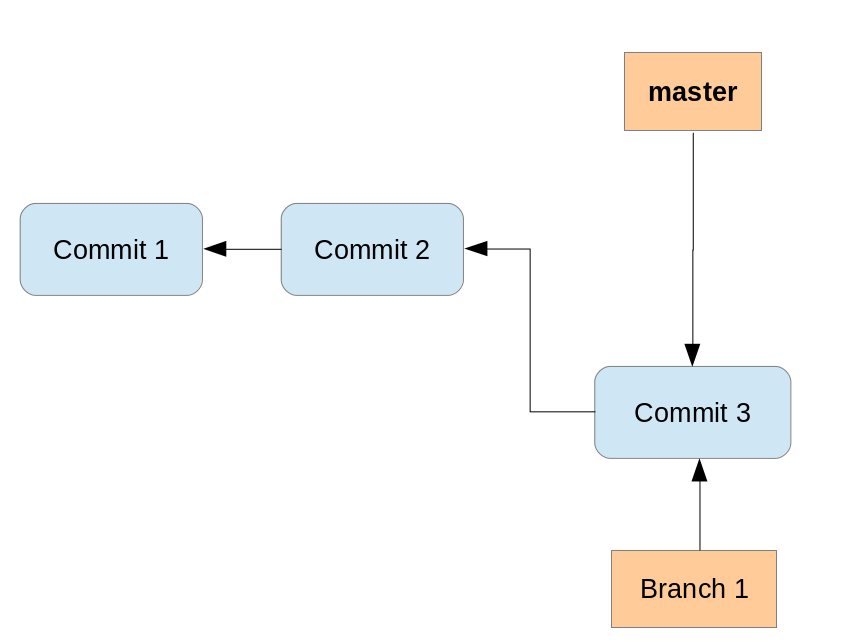 master
Commit 1
Commit 2
Commit 3
Branch 1